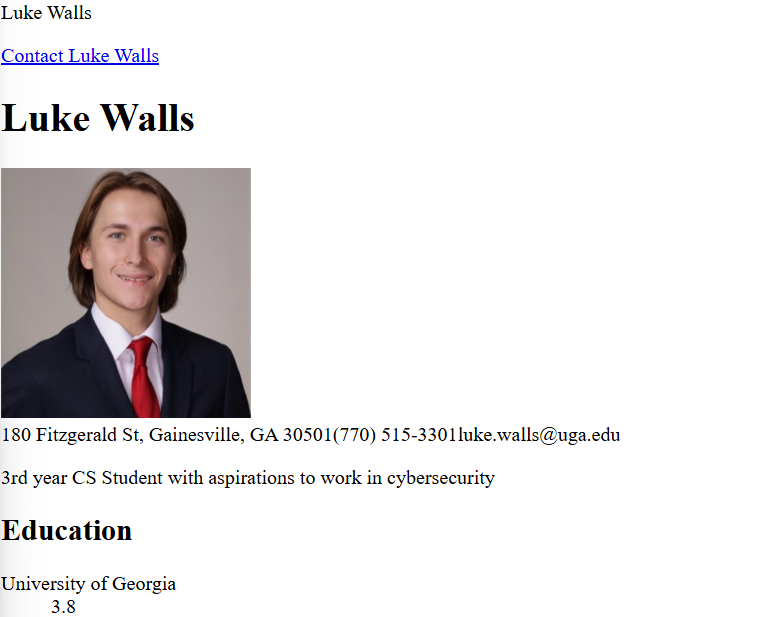 Luke Walls
Contact Luke Walls
Luke Walls
180 Fitzgerald St, Gainesville, GA 30501(770) 515-3301luke.walls@uga.edu
3rd year CS Student with aspirations to work in cybersecurity
Education
University of Georgia
3.8